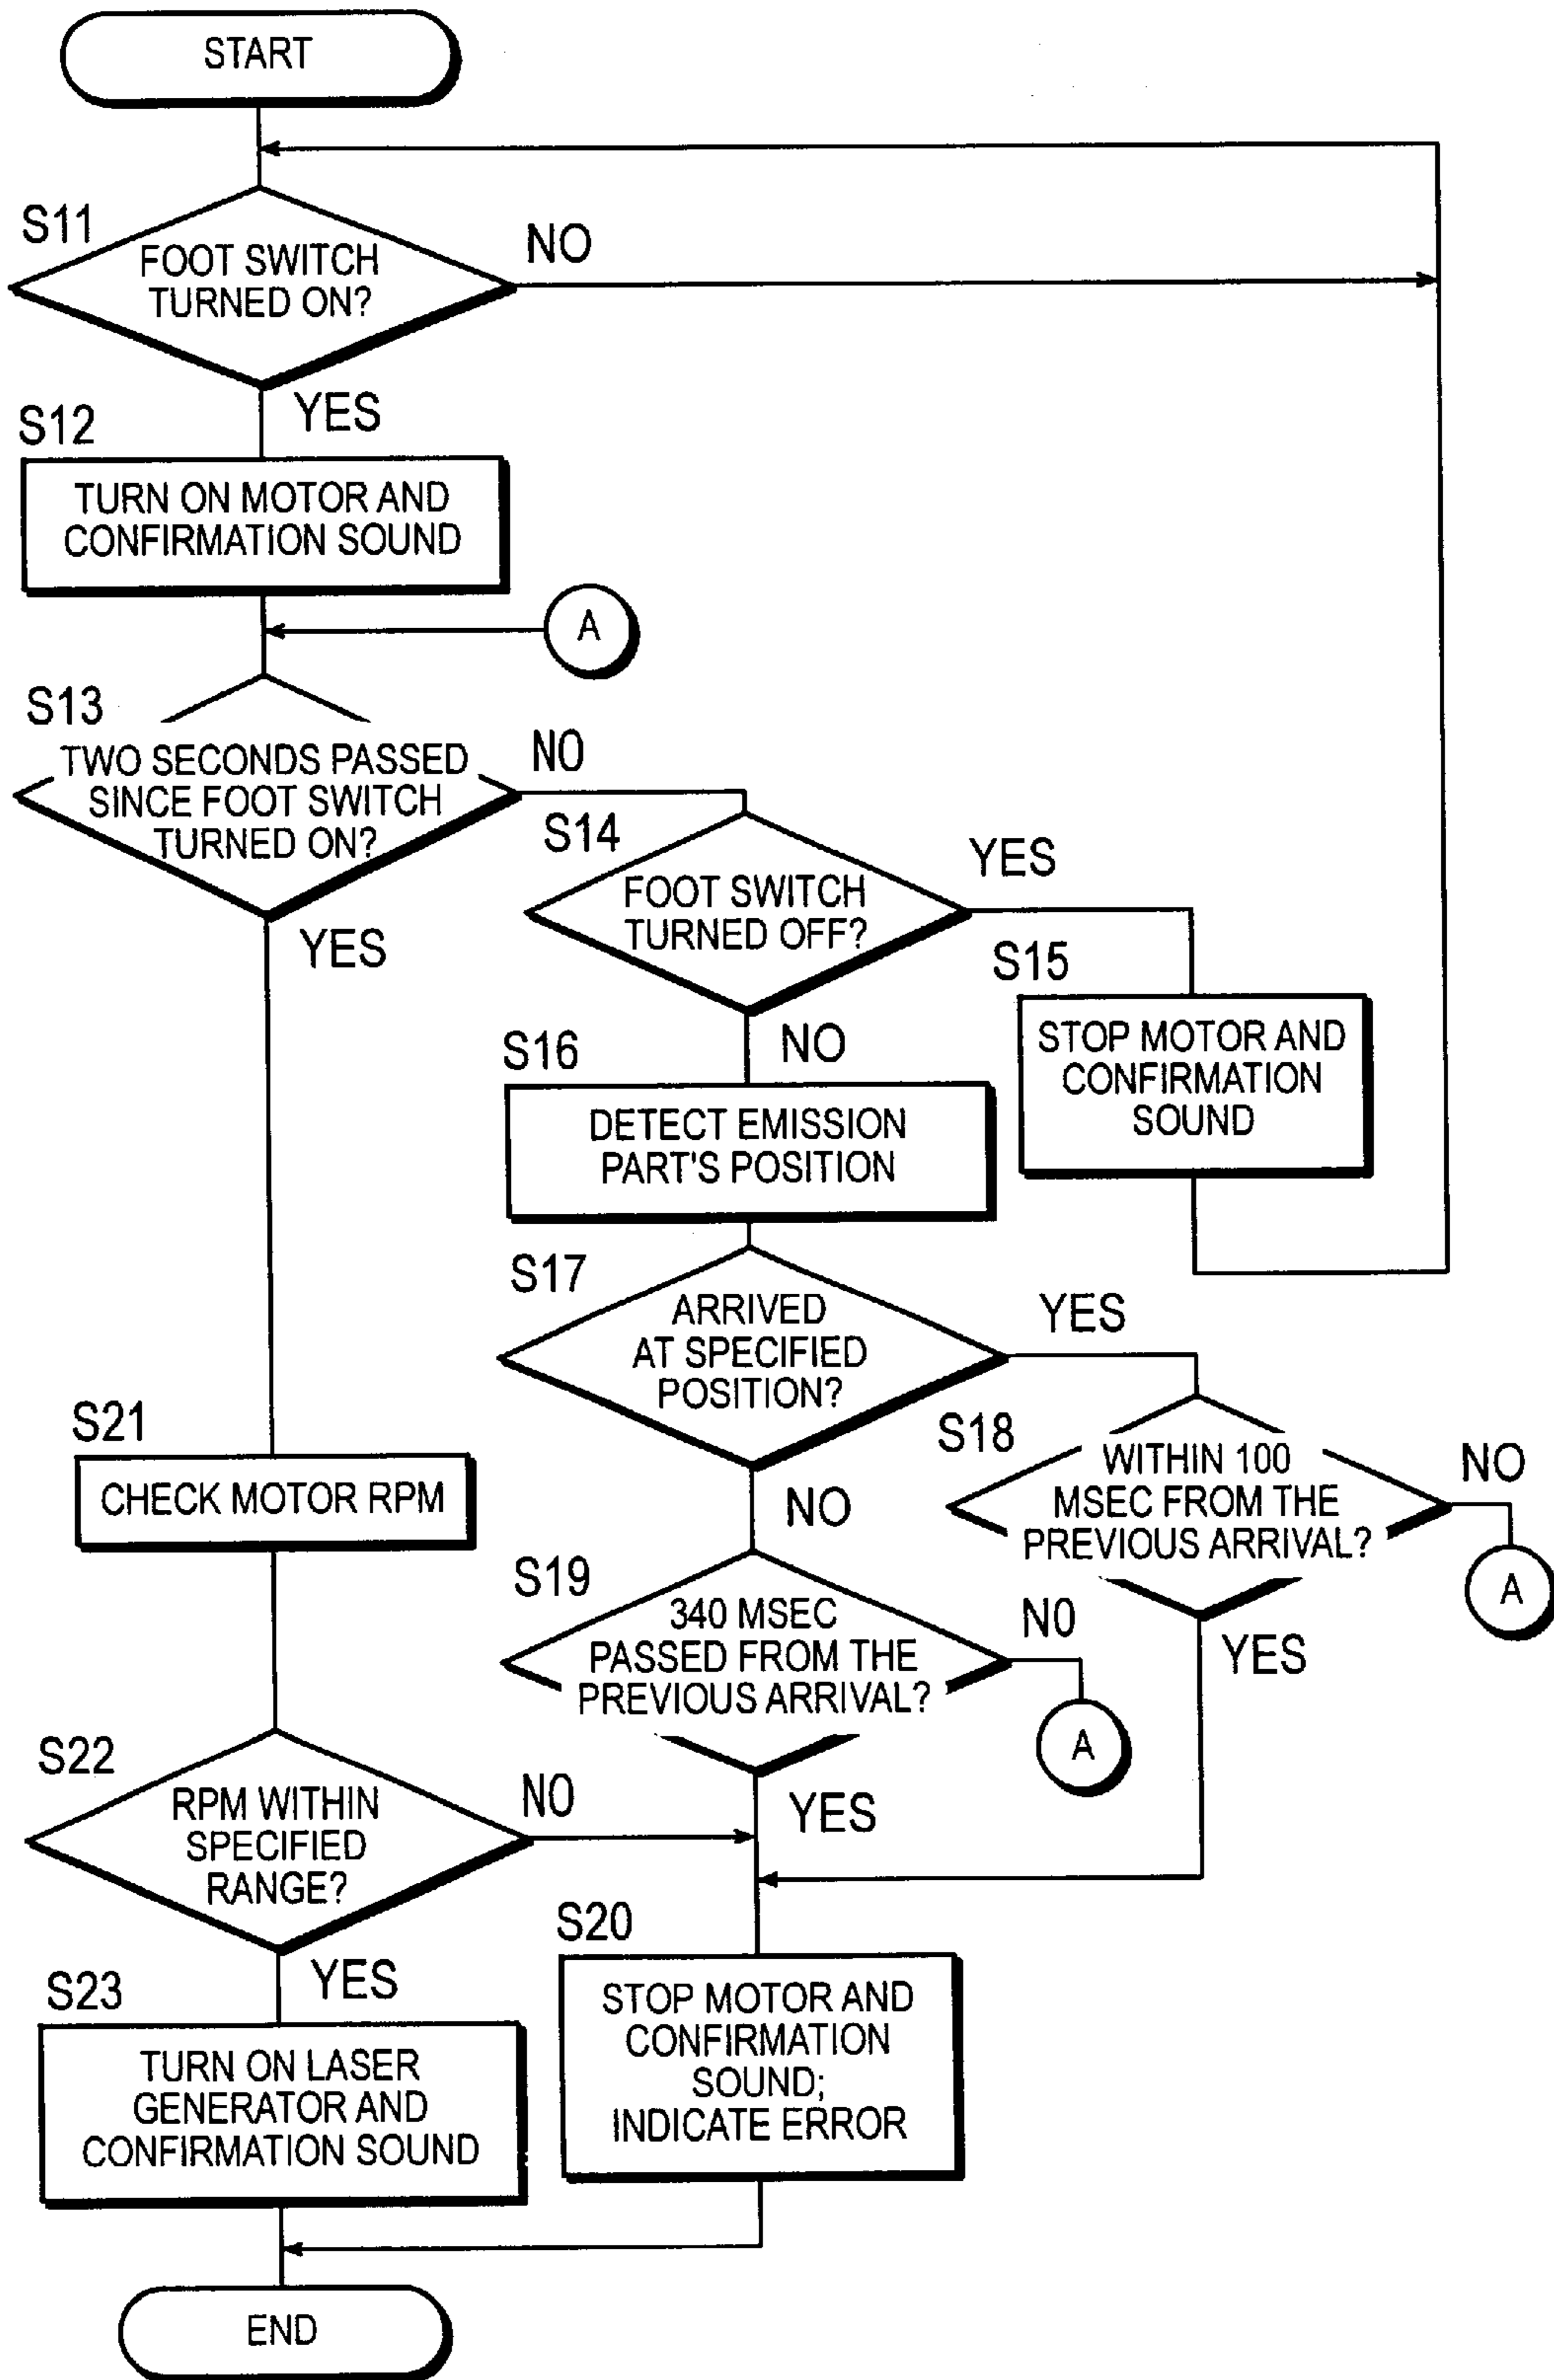 START
S11
FOOT SWITCH
TURNED ON?
NO
YES
S12
TURN ON MOTOR AND
CONFIRMATION SOUND
A
S13
TWO SECONDS PASSED
SINCE FOOT SWITCH
TURNED ON?
NO
YES
S14
FOOT SWITCH
TURNED OFF?
YES
NO
S15
STOP MOTOR AND
CONFIRMATION
SOUND
S16
DETECT EMISSION
PART'S POSITION
S17
ARRIVED
AT SPECIFIED
POSITION?
YES
NO
S18
WITHIN 100
MSEC FROM THE
PREVIOUS ARRIVAL?
NO
A
YES
S19
340 MSEC
PASSED FROM THE
PREVIOUS ARRIVAL?
NO
A
YES
S21
CHECK MOTOR RPM
S22
RPM WITHIN
SPECIFIED
RANGE?
NO
YES
S20
STOP MOTOR AND
CONFIRMATION
SOUND;
INDICATE ERROR
S23
TURN ON LASER
GENERATOR AND
CONFIRMATION SOUND
END